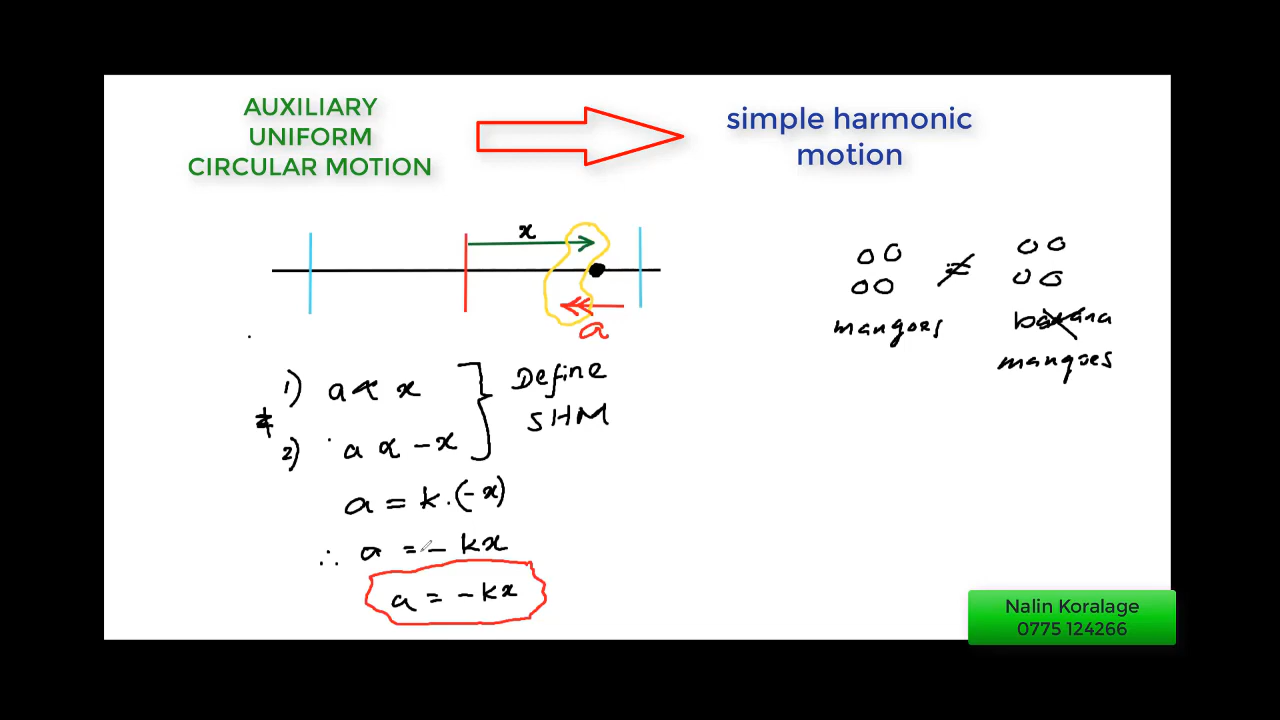 AUXILIARY
UNIFORM
CIRCULAR MOTION
simple harmonic
motion
x
a
≠
mangoes
banana
mangoes
1) a ∝ x
2) a ∝ -x
Define
SHM
a = k.(-x)
∴ a = - kx
a = - kx
Nalin Koralage
0775 124266